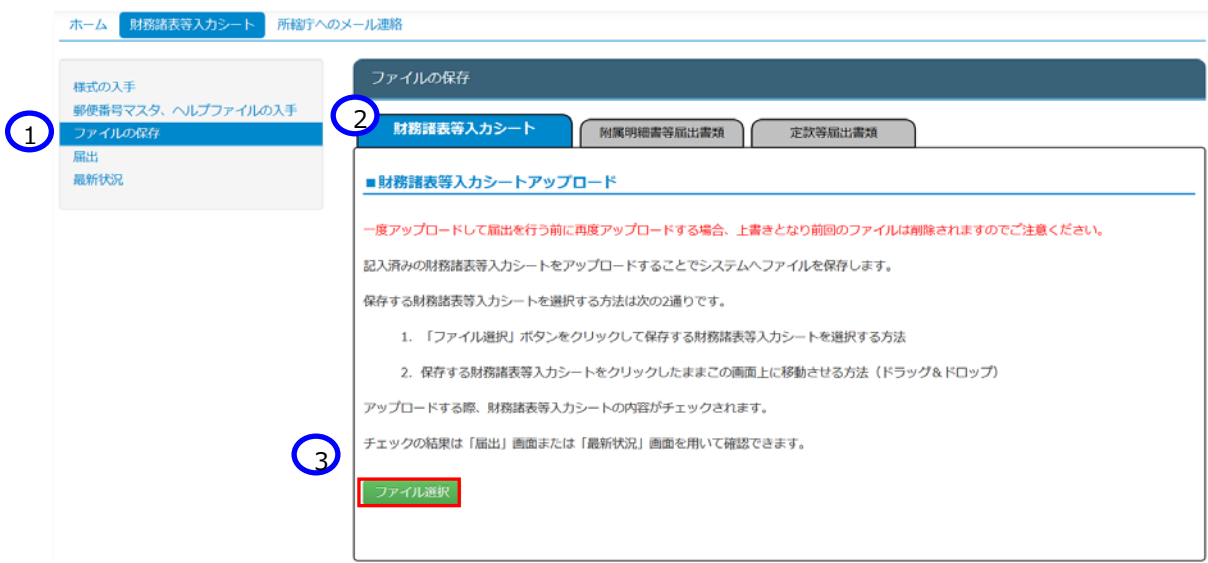 ホーム 財務諸表等入力シート 所轄庁へのメール連絡
様式の入手
郵便番号マスタ、ヘルプファイルの入手
1 ファイルの保存
届出
最新状況
ファイルの保存
2 財務諸表等入力シート 附属明細書等届出書類 定款等届出書類
■財務諸表等入力シートアップロード
一度アップロードして届出を行う前に再度アップロードする場合、上書きとなり前回のファイルは削除されますのでご注意ください。
記入済みの財務諸表等入力シートをアップロードすることでシステムへファイルを保存します。
保存する財務諸表等入力シートを選択する方法は次の2通りです。
1. 「ファイル選択」ボタンをクリックして保存する財務諸表等入力シートを選択する方法
2. 保存する財務諸表等入力シートをクリックしたままこの画面上に移動させる方法（ドラッグ&ドロップ）
アップロードする際、財務諸表等入力シートの内容がチェックされます。
チェックの結果は「届出」画面または「最新状況」画面を用いて確認できます。
3
ファイル選択